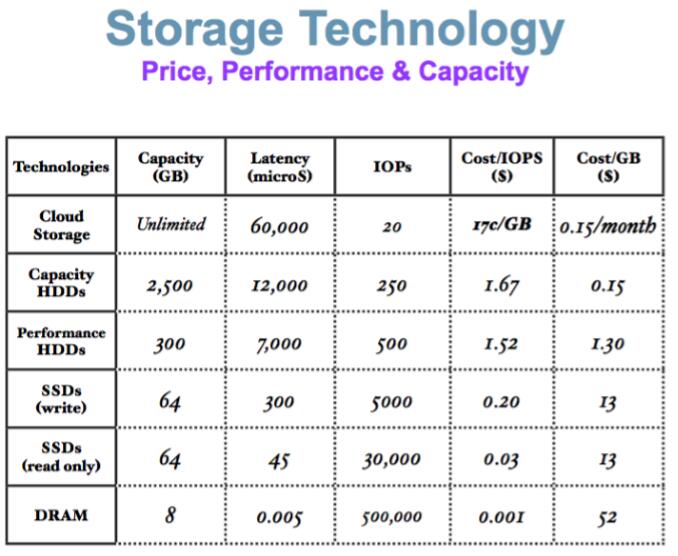 Storage Technology
Price, Performance & Capacity
Technologies Capacity (GB) Latency (microS) IOPs Cost/IOPS ($) Cost/GB ($)
Cloud Storage Unlimited 60,000 20 17c/GB 0.15/month
Capacity HDDs 2,500 12,000 250 1.67 0.15
Performance HDDs 300 7,000 500 1.52 1.30
SSDs (write) 64 300 5000 0.20 13
SSDs (read only) 64 45 30,000 0.03 13
DRAM 8 0.005 500,000 0.001 52